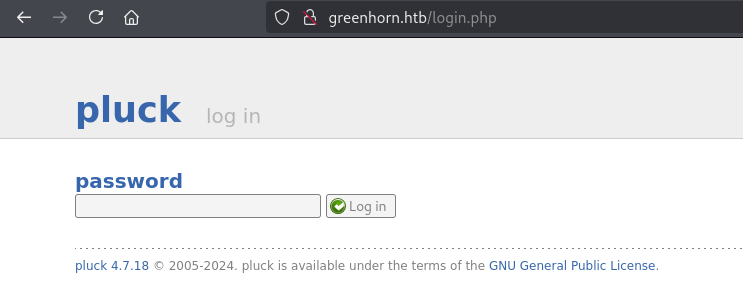 greenhorn.htb/login.php
pluck log in
password
Log in
pluck 4.7.18 © 2005-2024. pluck is available under the terms of the GNU General Public License.